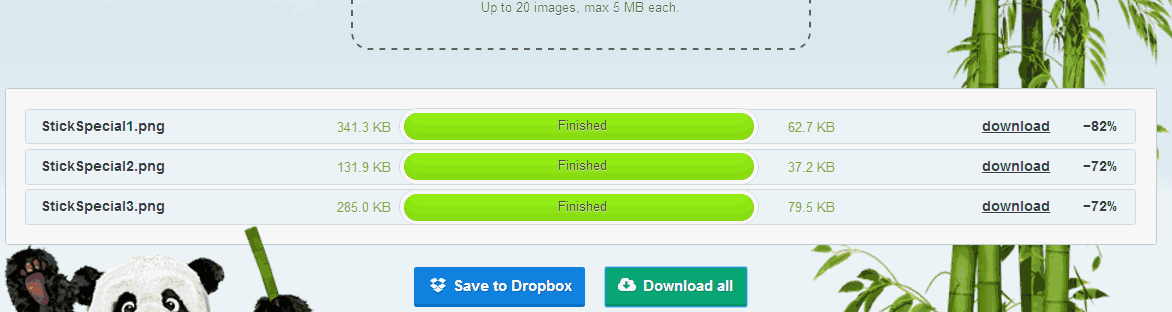 Up to 20 images, max 5 MB each.
StickSpecial1.png 341.3 KB Finished 62.7 KB download −82%
StickSpecial2.png 131.9 KB Finished 37.2 KB download −72%
StickSpecial3.png 285.0 KB Finished 79.5 KB download −72%
Save to Dropbox Download all